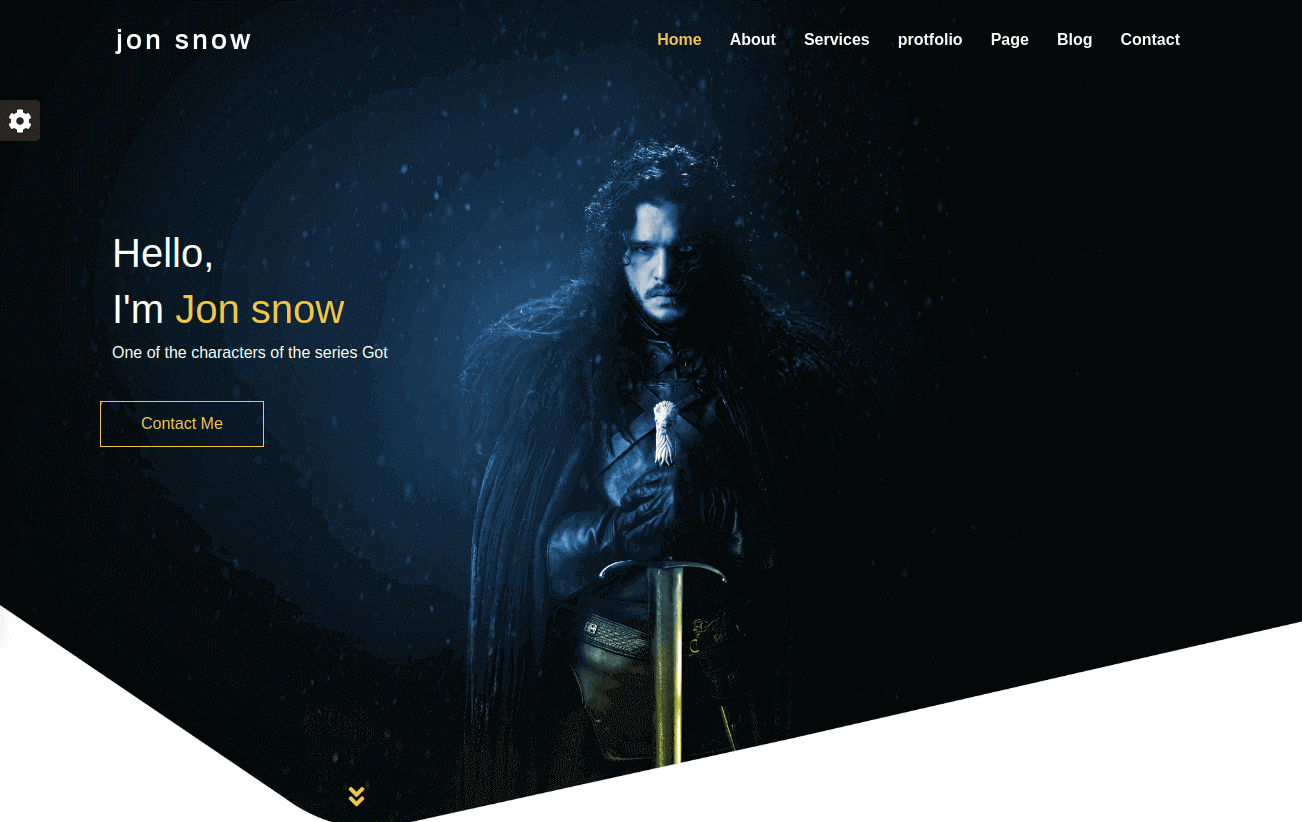 jon snow
Home About Services protfolio Page Blog Contact
Hello,
I'm Jon snow
One of the characters of the series Got
Contact Me